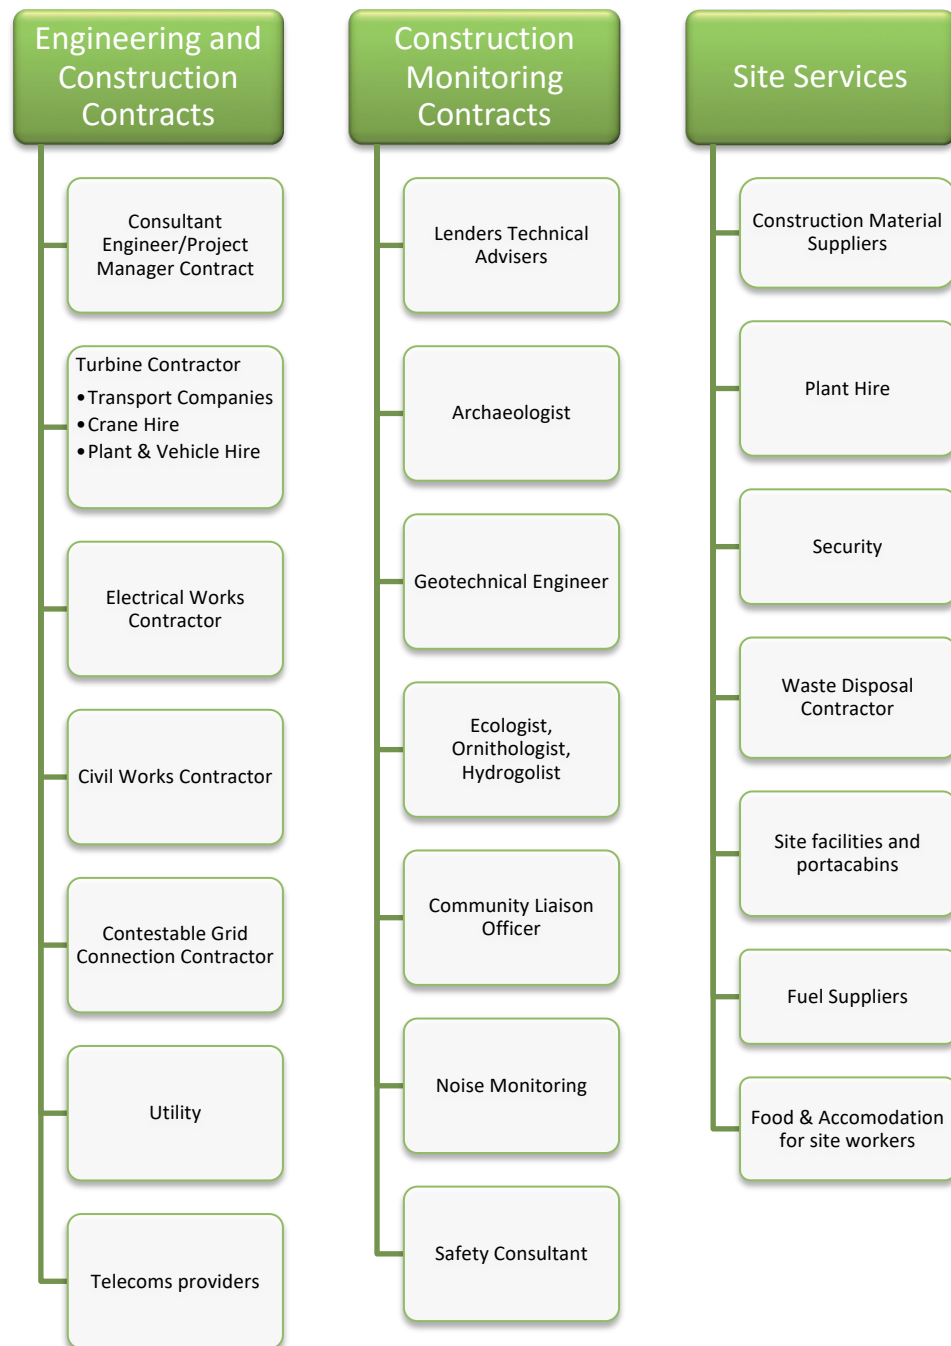 Engineering and
Construction
Contracts
Consultant
Engineer/Project
Manager Contract
Turbine Contractor
•Transport Companies
•Crane Hire
•Plant & Vehicle Hire
Electrical Works
Contractor
Civil Works Contractor
Contestable Grid
Connection Contractor
Utility
Telecoms providers
Construction
Monitoring
Contracts
Lenders Technical
Advisers
Archaeologist
Geotechnical Engineer
Ecologist,
Ornithologist,
Hydrogolist
Community Liaison
Officer
Noise Monitoring
Safety Consultant
Site Services
Construction Material
Suppliers
Plant Hire
Security
Waste Disposal
Contractor
Site facilities and
portacabins
Fuel Suppliers
Food & Accomodation
for site workers